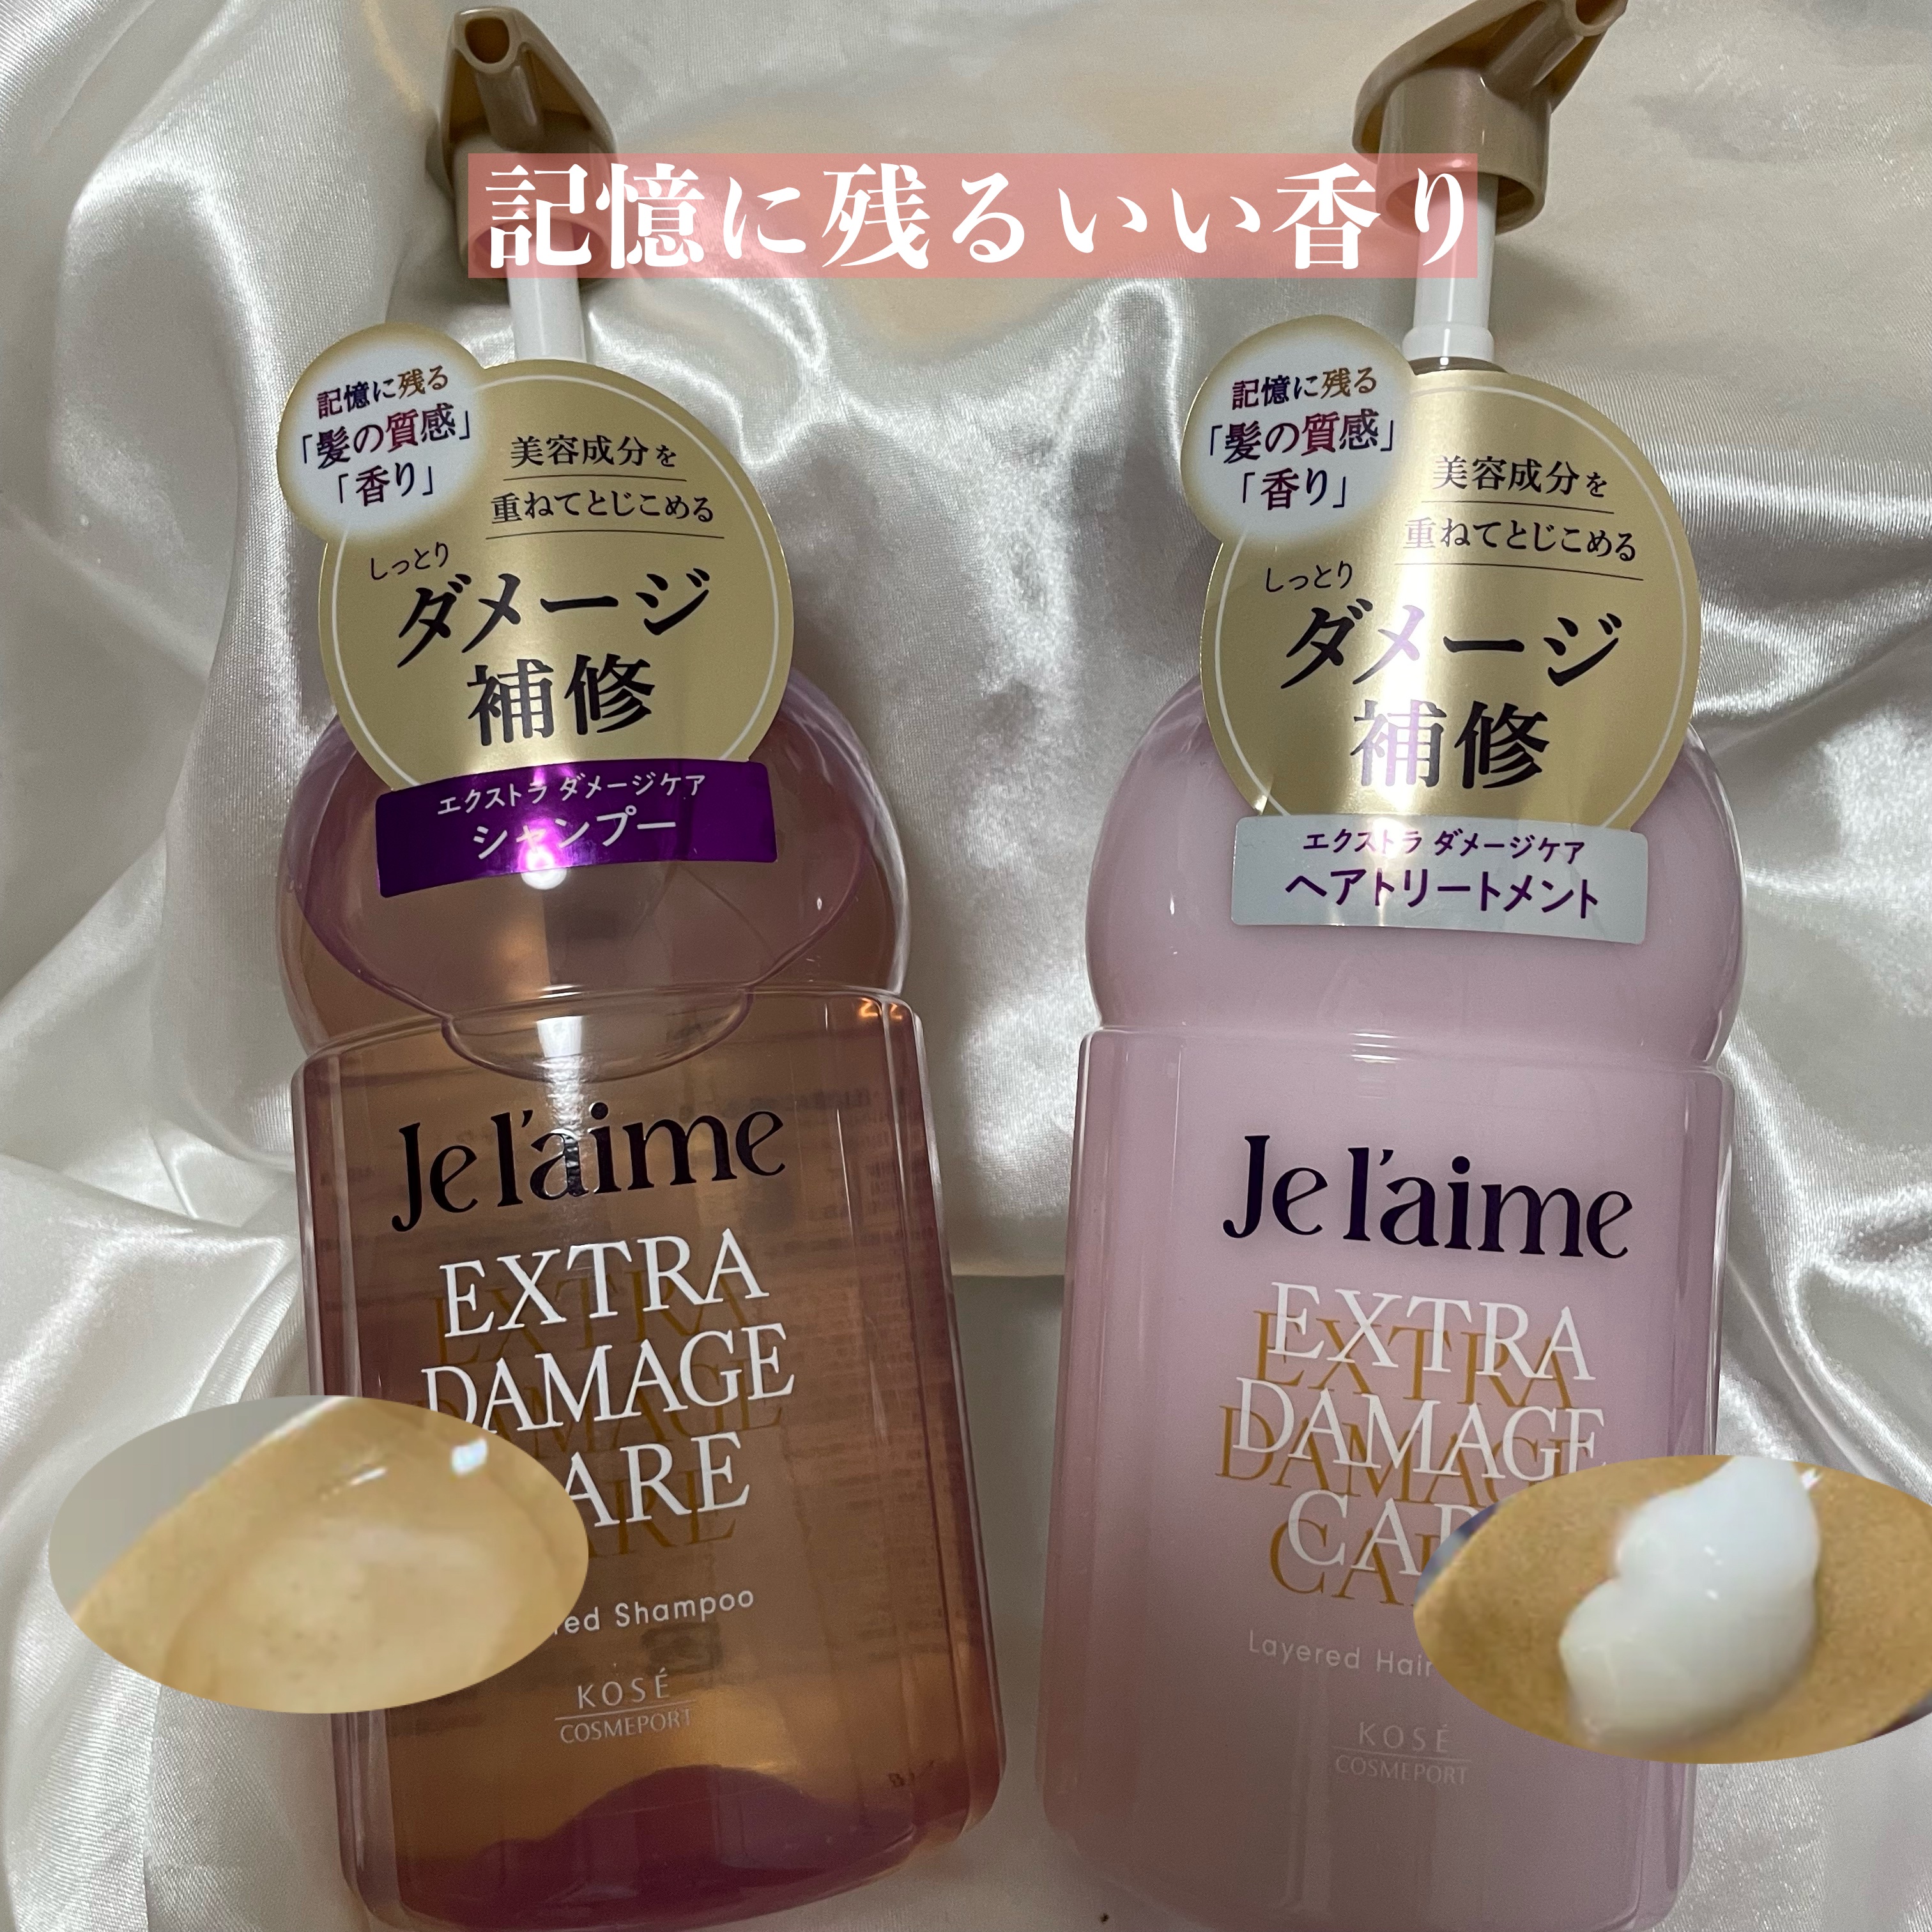 記憶に残るいい香り
記憶に残る
「髪の質感」
「香り」
美容成分を
重ねてとじこめる
しっとり
ダメージ
補修
エクストラ ダメージケア
シャンプー
Je l'aime
EXTRA
DAMAGE
CARE
Shampoo
KOSÉ
COSMEPORT
記憶に残る
「髪の質感」
「香り」
美容成分を
重ねてとじこめる
しっとり
ダメージ
補修
エクストラ ダメージケア
ヘアトリートメント
Je l'aime
EXTRA
DAMAGE
CARE
Layered Hair
KOSÉ
COSMEPORT